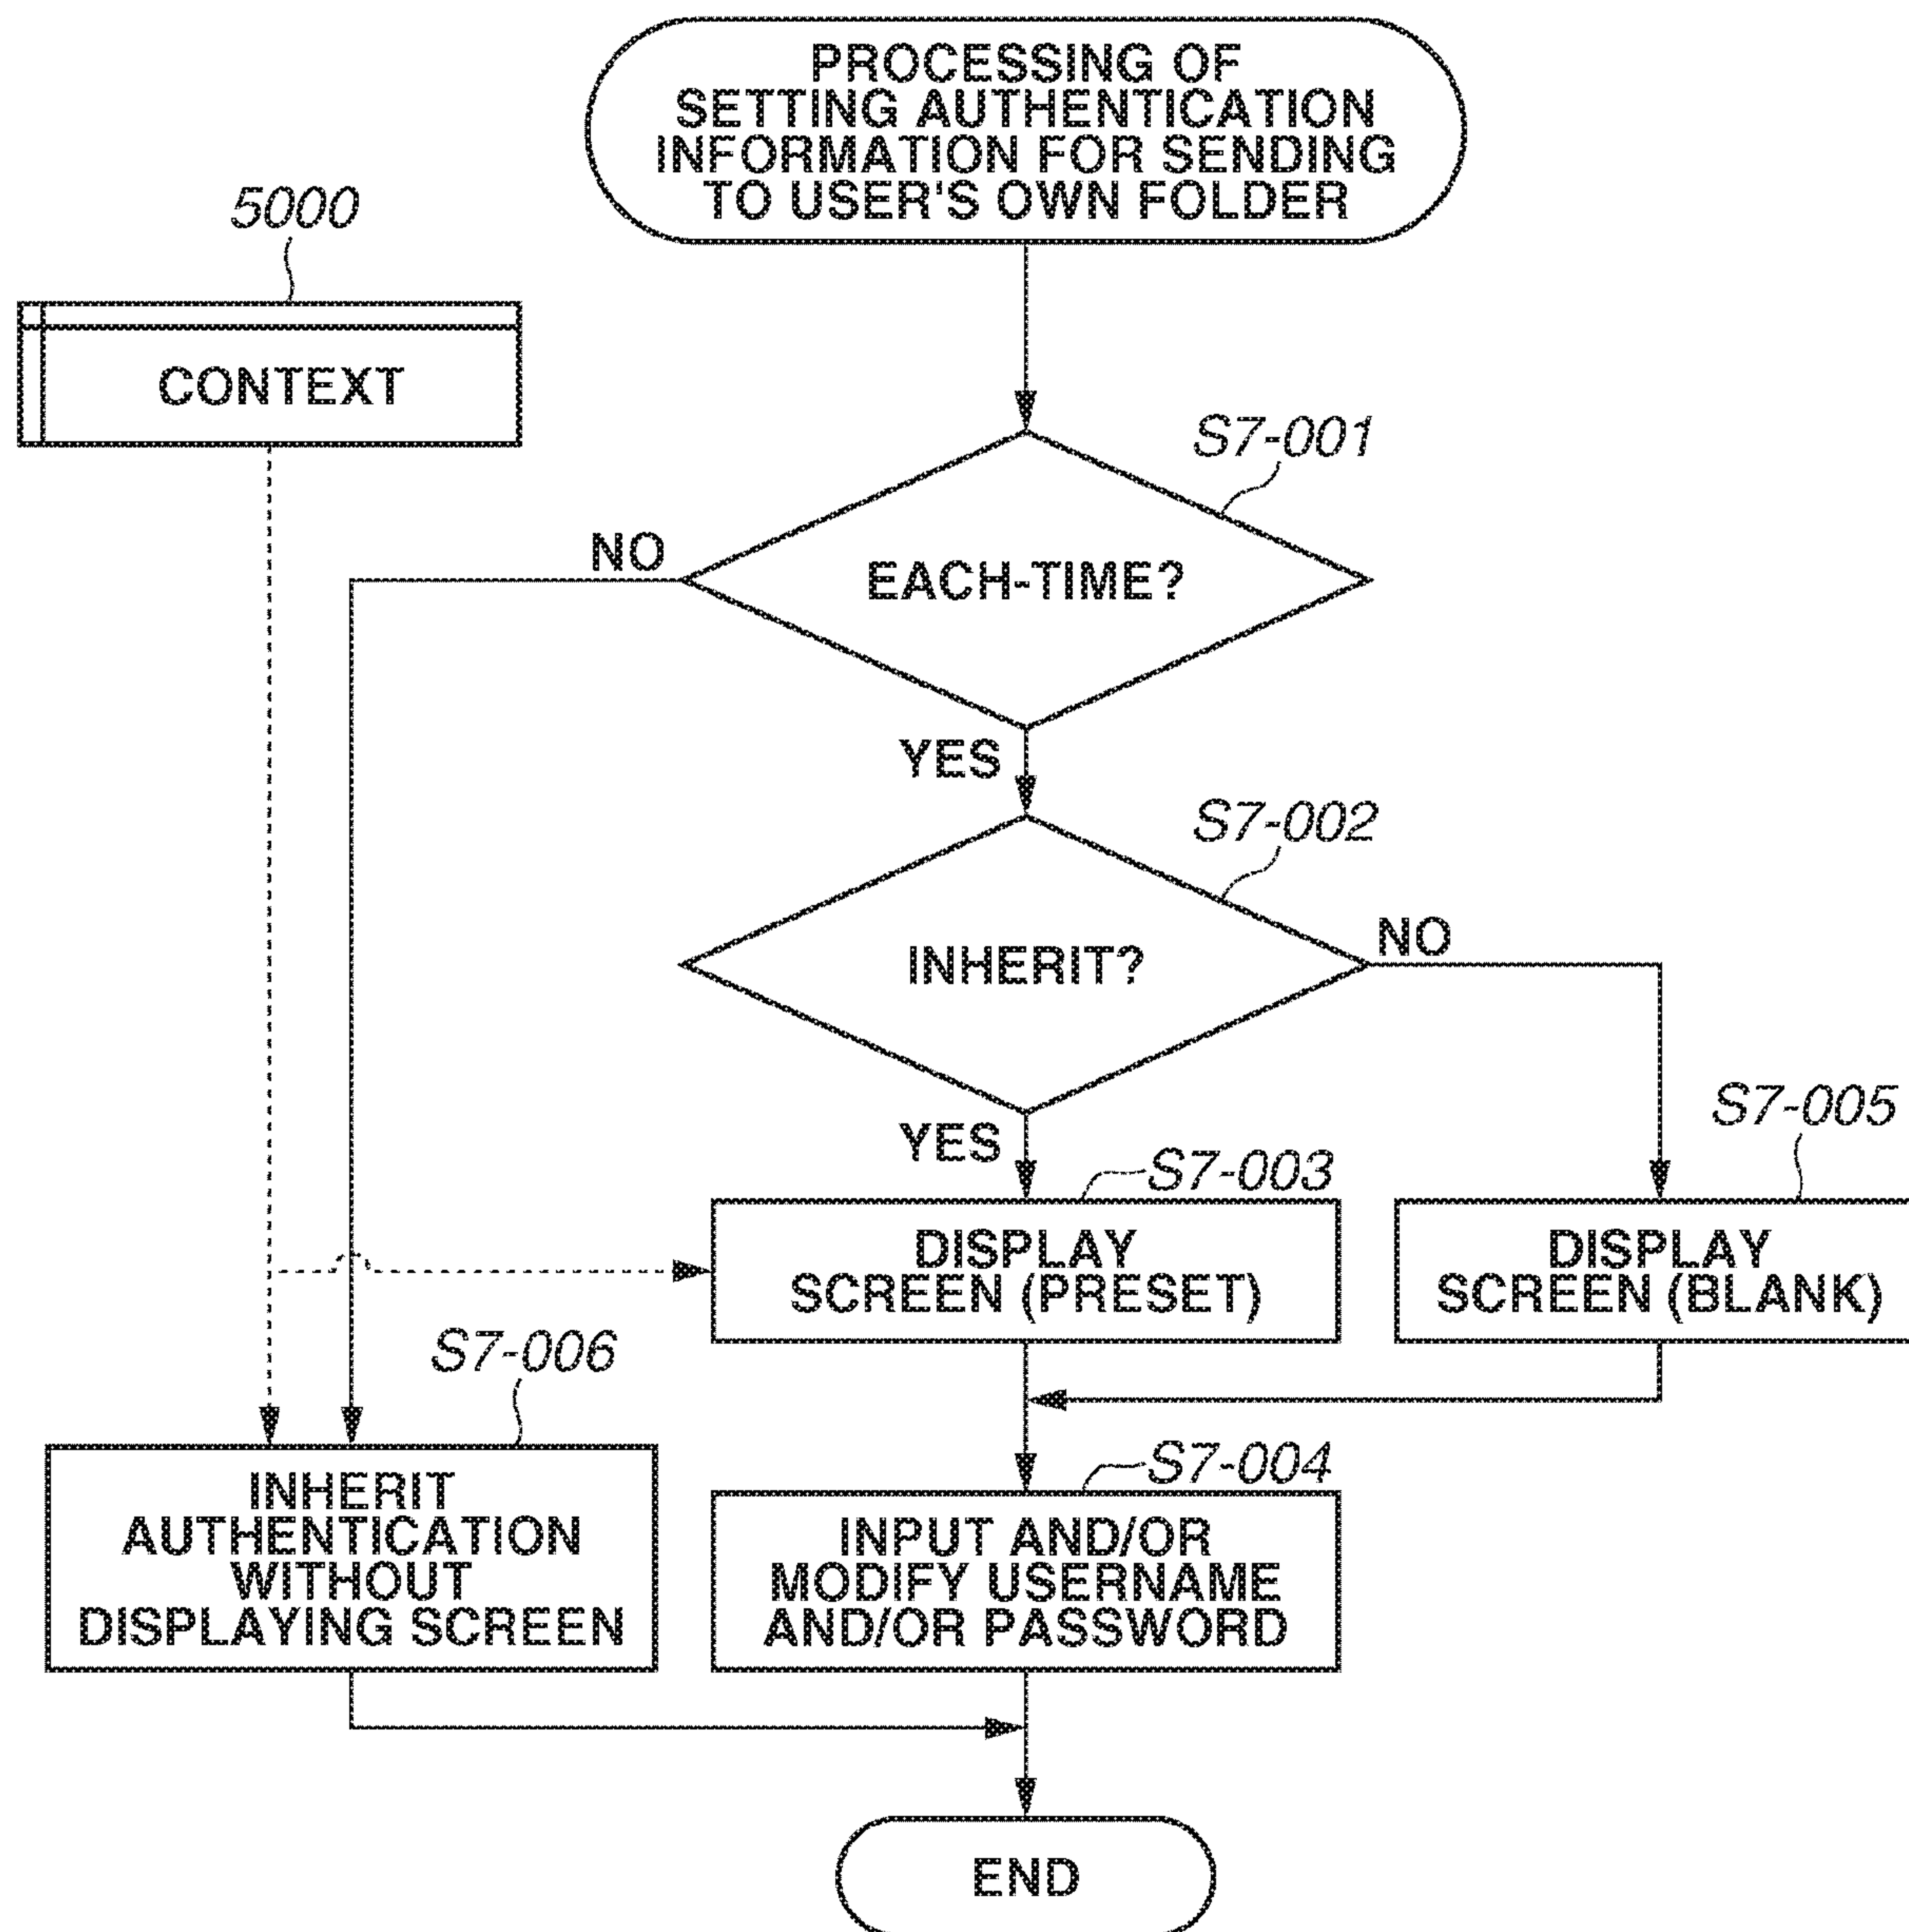 PROCESSING OF
SETTING AUTHENTICATION
INFORMATION FOR SENDING
TO USER'S OWN FOLDER
5000
CONTEXT
S7-001
NO
EACH-TIME?
YES
S7-002
NO
INHERIT?
YES
S7-005
S7-003
DISPLAY
SCREEN (PRESET)
DISPLAY
SCREEN (BLANK)
S7-006
S7-004
INHERIT
AUTHENTICATION
WITHOUT
DISPLAYING SCREEN
INPUT AND/OR
MODIFY USERNAME
AND/OR PASSWORD
END